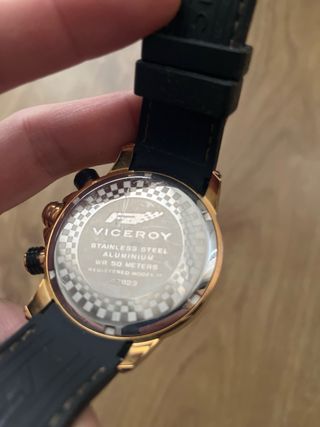 VICEROY
STAINLESS STEEL
ALUMINIUM
WR 50 METERS
REGISTERED MODEL